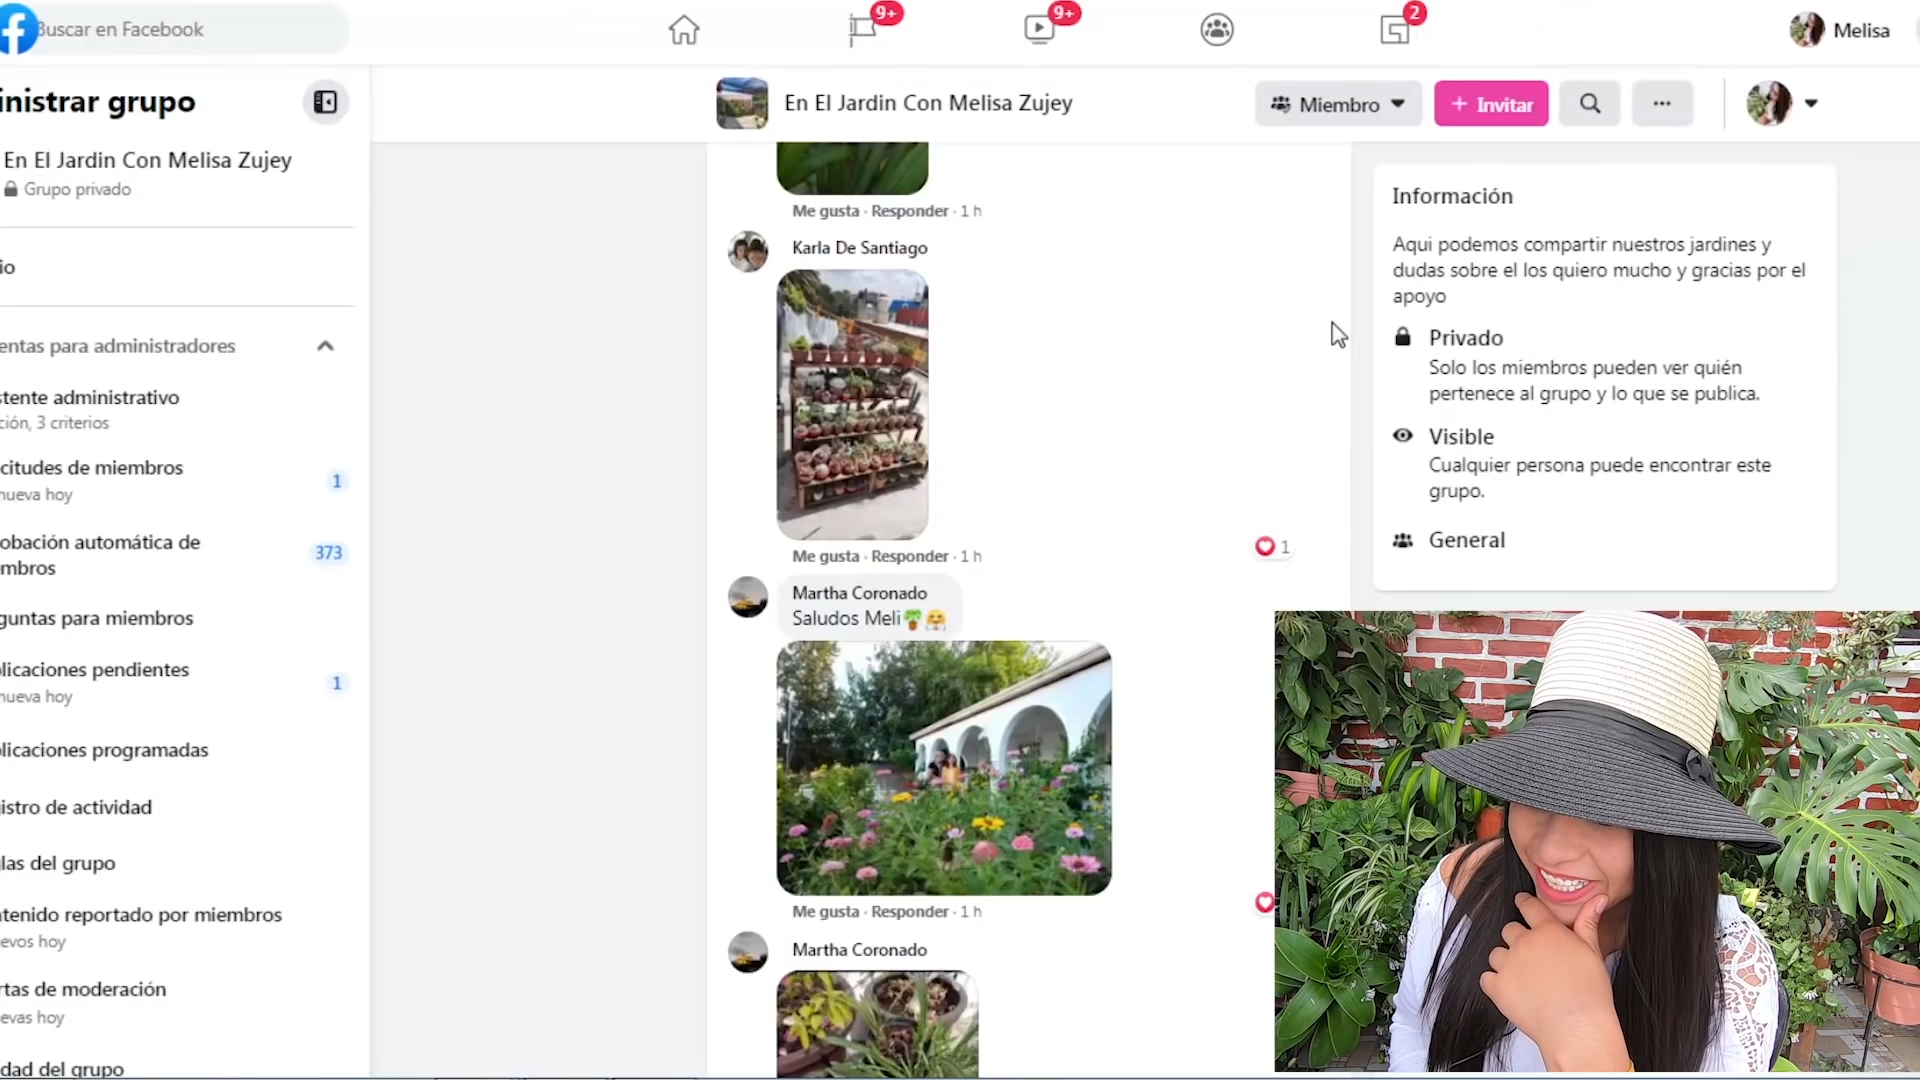 Buscar en Facebook
9+
9+
2
Melisa
inistrar grupo
En El Jardin Con Melisa Zujey
Grupo privado
io
entas para administradores
stente administrativo
ción, 3 criterios
citudes de miembros
nueva hoy
1
obación automática de
mbros
373
guntas para miembros
licaciones pendientes
nueva hoy
1
licaciones programadas
istro de actividad
las del grupo
tenido reportado por miembros
evos hoy
rtas de moderación
evas hoy
dad del grupo
En El Jardin Con Melisa Zujey
Miembro
+ Invitar
Me gusta · Responder · 1 h
Karla De Santiago
Me gusta · Responder · 1 h
1
Martha Coronado
Saludos Meli🌴🤗
Me gusta · Responder · 1 h
Martha Coronado
Información
Aqui podemos compartir nuestros jardines y
dudas sobre el los quiero mucho y gracias por el
apoyo
Privado
Solo los miembros pueden ver quién
pertenece al grupo y lo que se publica.
Visible
Cualquier persona puede encontrar este
grupo.
General